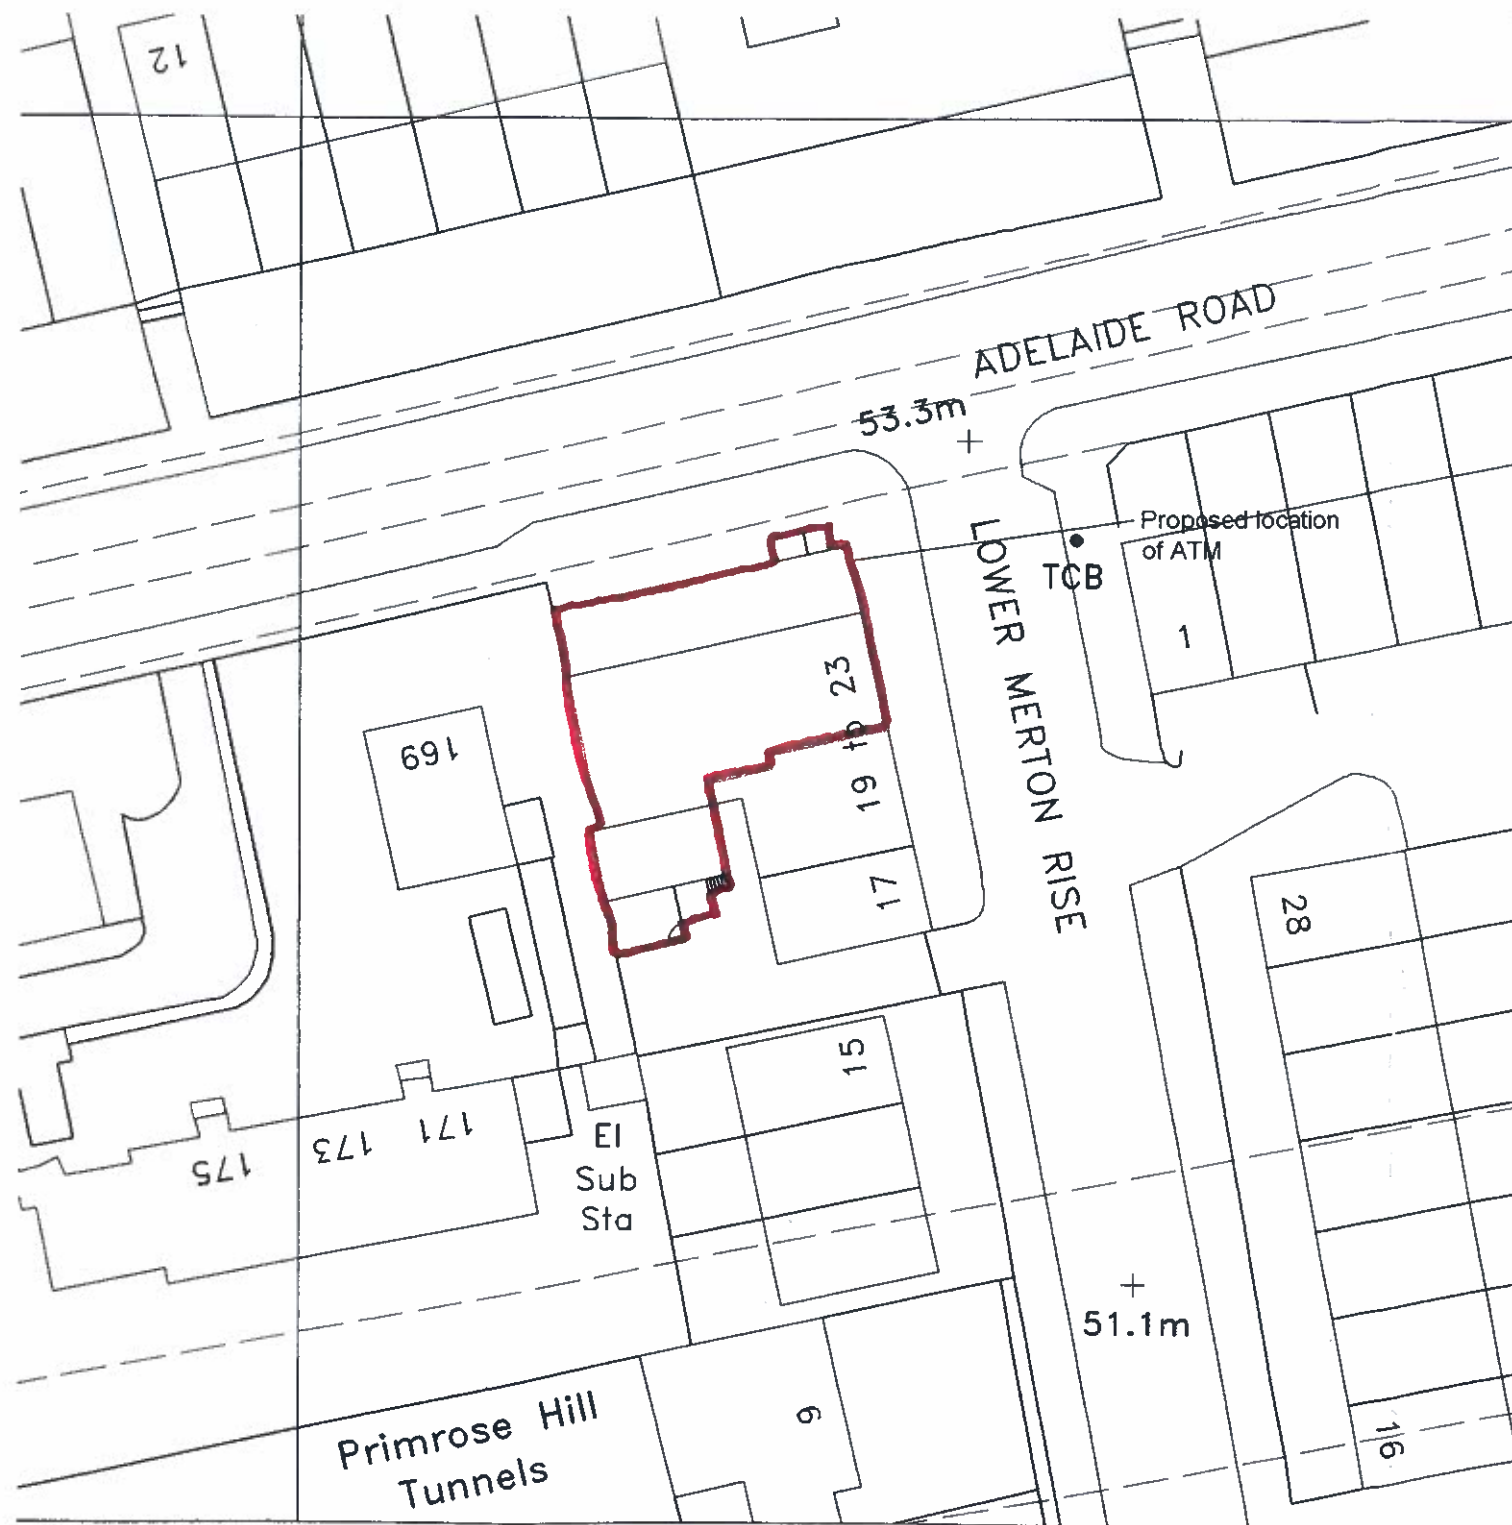 12
ADELAIDE ROAD
53.3m
Proposed location
of ATM
TCB
LOWER MERTON RISE
1
23
to
19
17
169
28
15
El
Sub
Sta
171
173
175
51.1m
Primrose Hill
Tunnels
9
16